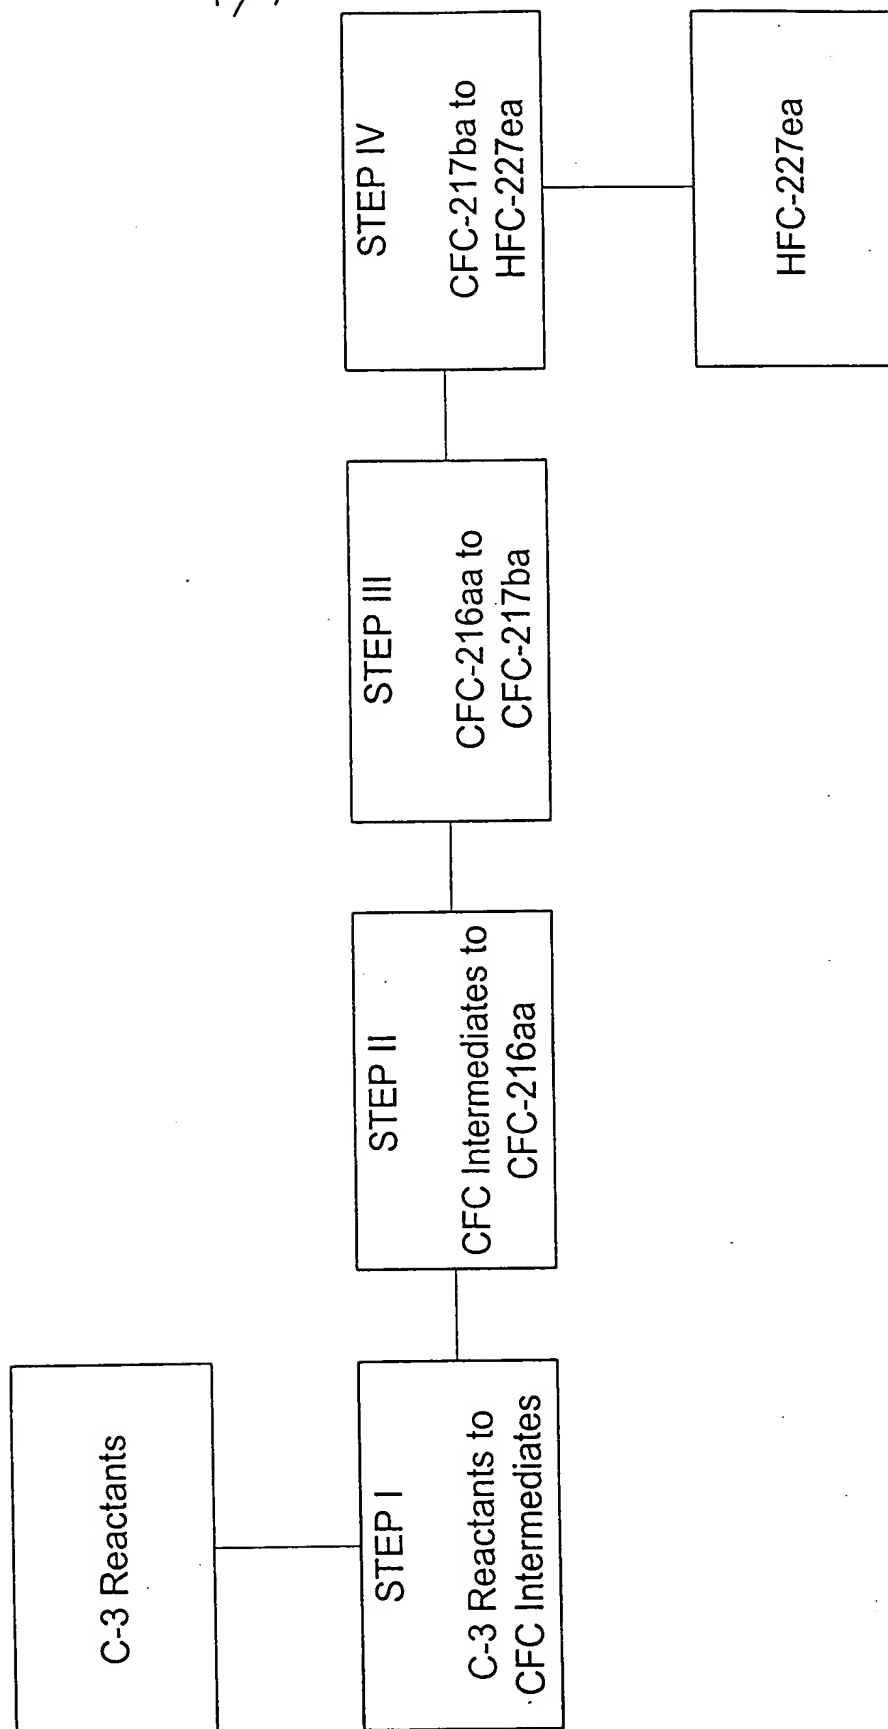 C-3 Reactants
STEP I
C-3 Reactants to
CFC Intermediates
STEP II
CFC Intermediates to
CFC-216aa
STEP III
CFC-216aa to
CFC-217ba
STEP IV
CFC-217ba to
HFC-227ea
HFC-227ea